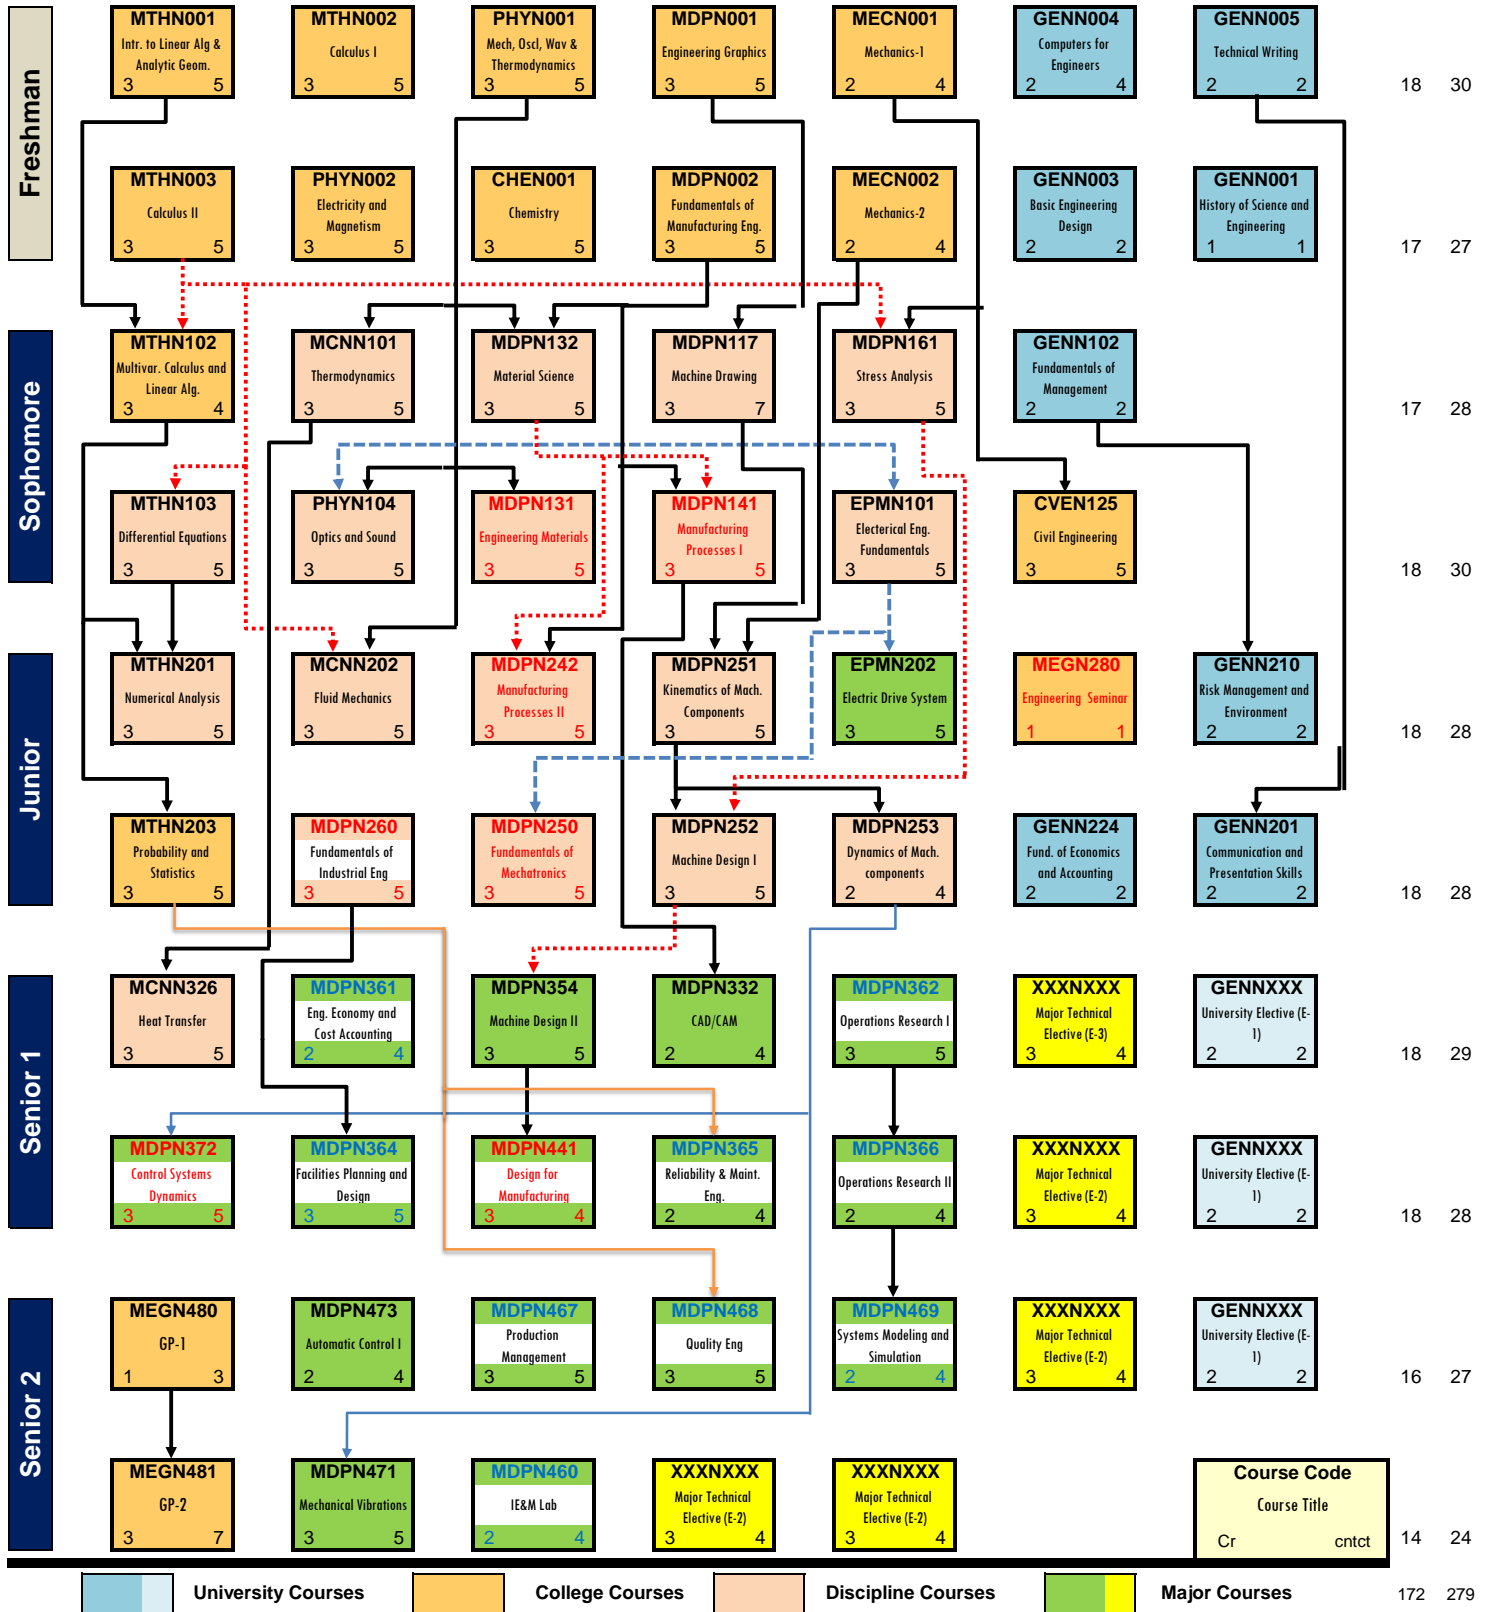 Freshman
MTHN001
Intr. to Linear Alg &
Analytic Geom.
3 5
MTHN002
Calculus I
3 5
PHYN001
Mech, Oscl, Wav &
Thermodynamics
3 5
MDPN001
Engineering Graphics
3 5
MECN001
Mechanics-1
2 4
GENN004
Computers for
Engineers
2 4
GENN005
Technical Writing
2 2
18 30
MTHN003
Calculus II
3 5
PHYN002
Electricity and
Magnetism
3 5
CHEN001
Chemistry
3 5
MDPN002
Fundamentals of
Manufacturing Eng.
3 5
MECN002
Mechanics-2
2 4
GENN003
Basic Engineering
Design
2 2
GENN001
History of Science and
Engineering
1 1
17 27
Sophomore
MTHN102
Multivar. Calculus and
Linear Alg.
3 4
MCNN101
Thermodynamics
3 5
MDPN132
Material Science
3 5
MDPN117
Machine Drawing
3 7
MDPN161
Stress Analysis
3 5
GENN102
Fundamentals of
Management
2 2
17 28
MTHN103
Differential Equations
3 5
PHYN104
Optics and Sound
3 5
MDPN131
Engineering Materials
3 5
MDPN141
Manufacturing
Processes I
3 5
EPMN101
Electerical Eng.
Fundamentals
3 5
CVEN125
Civil Engineering
3 5
18 30
Junior
MTHN201
Numerical Analysis
3 5
MCNN202
Fluid Mechanics
3 5
MDPN242
Manufacturing
Processes II
3 5
MDPN251
Kinematics of Mach.
Components
3 5
EPMN202
Electric Drive System
3 5
MEGN280
Engineering Seminar
1 1
GENN210
Risk Management and
Environment
2 2
18 28
MTHN203
Probability and
Statistics
3 5
MDPN260
Fundamentals of
Industrial Eng
3 5
MDPN250
Fundamentals of
Mechatronics
3 5
MDPN252
Machine Design I
3 5
MDPN253
Dynamics of Mach.
components
2 4
GENN224
Fund. of Economics
and Accounting
2 2
GENN201
Communication and
Presentation Skills
2 2
18 28
Senior 1
MCNN326
Heat Transfer
3 5
MDPN361
Eng. Economy and
Cost Accounting
2 4
MDPN354
Machine Design II
3 5
MDPN332
CAD/CAM
2 4
MDPN362
Operations Research I
3 5
XXXNXXX
Major Technical
Elective (E-3)
3 4
GENNXXX
University Elective (E-
1)
2 2
18 29
MDPN372
Control Systems
Dynamics
3 5
MDPN364
Facilities Planning and
Design
3 5
MDPN441
Design for
Manufacturing
3 4
MDPN365
Reliability & Maint.
Eng.
2 4
MDPN366
Operations Research II
2 4
XXXNXXX
Major Technical
Elective (E-2)
3 4
GENNXXX
University Elective (E-
1)
2 2
18 28
Senior 2
MEGN480
GP-1
1 3
MDPN473
Automatic Control I
2 4
MDPN467
Production
Management
3 5
MDPN468
Quality Eng
3 5
MDPN469
Systems Modeling and
Simulation
2 4
XXXNXXX
Major Technical
Elective (E-2)
3 4
GENNXXX
University Elective (E-
1)
2 2
16 27
MEGN481
GP-2
3 7
MDPN471
Mechanical Vibrations
3 5
MDPN460
IE&M Lab
2 4
XXXNXXX
Major Technical
Elective (E-2)
3 4
XXXNXXX
Major Technical
Elective (E-2)
3 4
Course Code
Course Title
Cr cntct
14 24
University Courses
College Courses
Discipline Courses
Major Courses
172 279